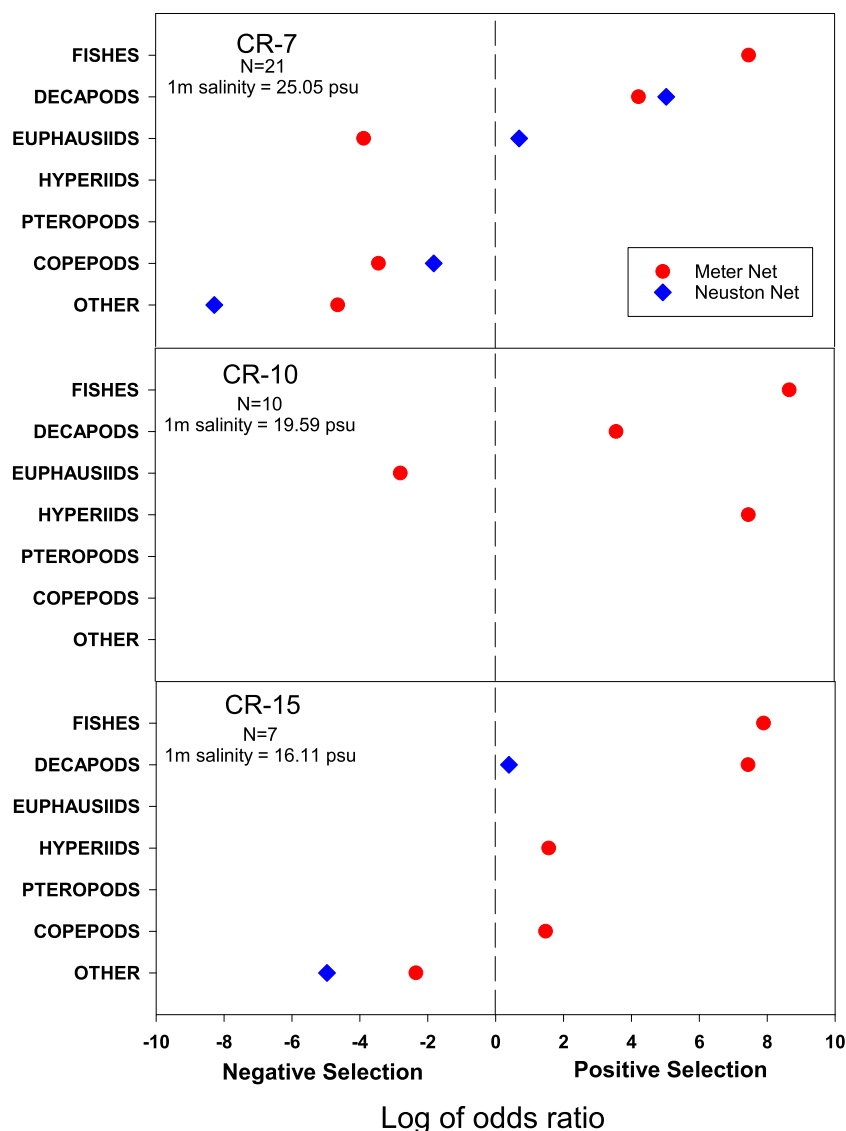 CR-7
N=21
1m salinity = 25.05 psu
FISHES
DECAPODS
EUPHAUSIIDS
HYPERIIDS
PTEROPODS
COPEPODS
OTHER
Meter Net
Neuston Net
CR-10
N=10
1m salinity = 19.59 psu
FISHES
DECAPODS
EUPHAUSIIDS
HYPERIIDS
PTEROPODS
COPEPODS
OTHER
CR-15
N=7
1m salinity = 16.11 psu
FISHES
DECAPODS
EUPHAUSIIDS
HYPERIIDS
PTEROPODS
COPEPODS
OTHER
-10 -8 -6 -4 -2 0 2 4 6 8 10
Negative Selection Positive Selection
Log of odds ratio